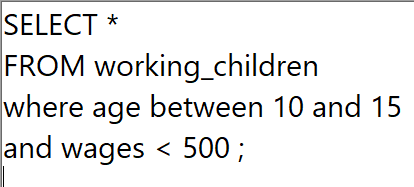 SELECT *
FROM working_children
where age between 10 and 15
and wages < 500 ;